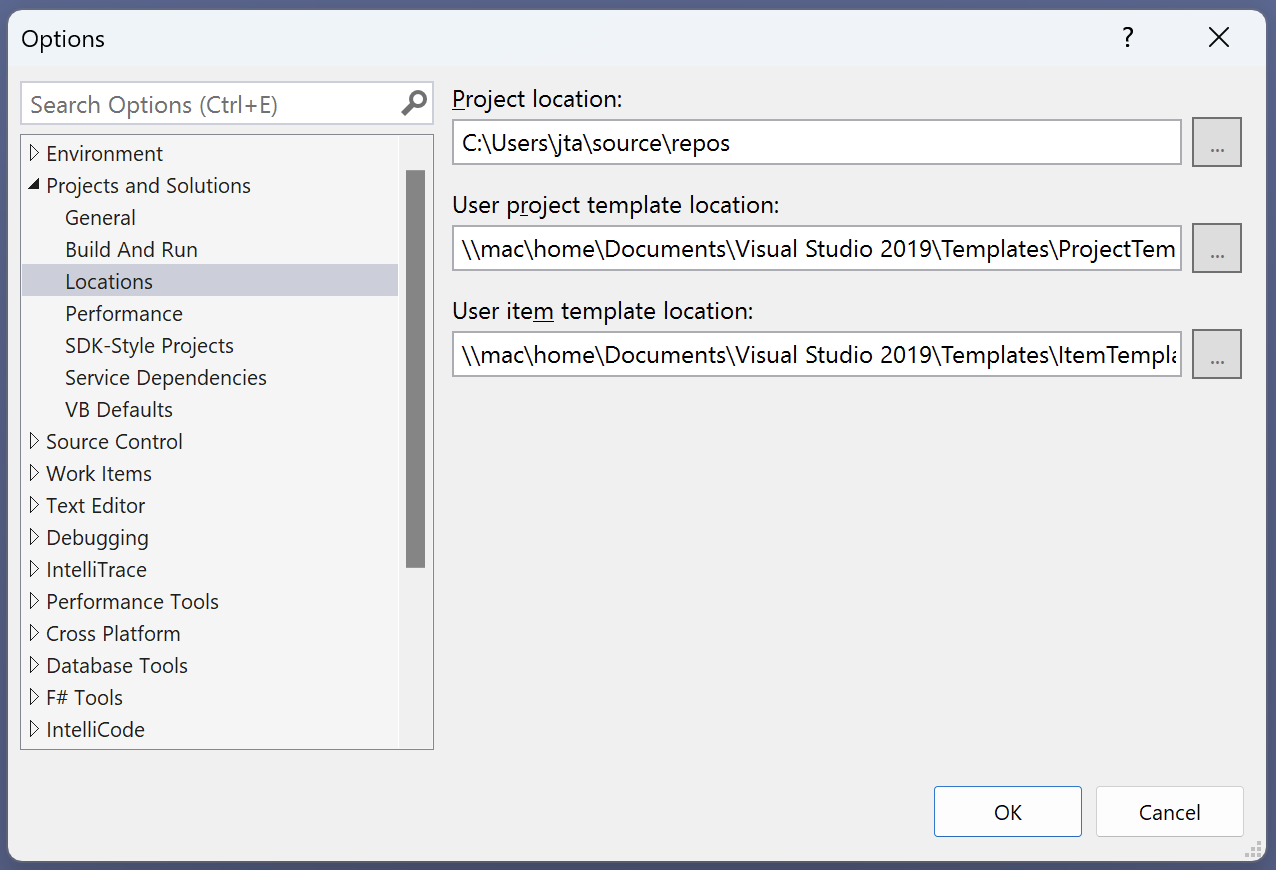 Options
?
Search Options (Ctrl+E)
Environment
Projects and Solutions
General
Build And Run
Locations
Performance
SDK-Style Projects
Service Dependencies
VB Defaults
Source Control
Work Items
Text Editor
Debugging
IntelliTrace
Performance Tools
Cross Platform
Database Tools
F# Tools
IntelliCode
Project location:
C:\Users\jta\source\repos
...
User project template location:
\\mac\home\Documents\Visual Studio 2019\Templates\ProjectTem
...
User item template location:
\\mac\home\Documents\Visual Studio 2019\Templates\ItemTempla
...
OK
Cancel